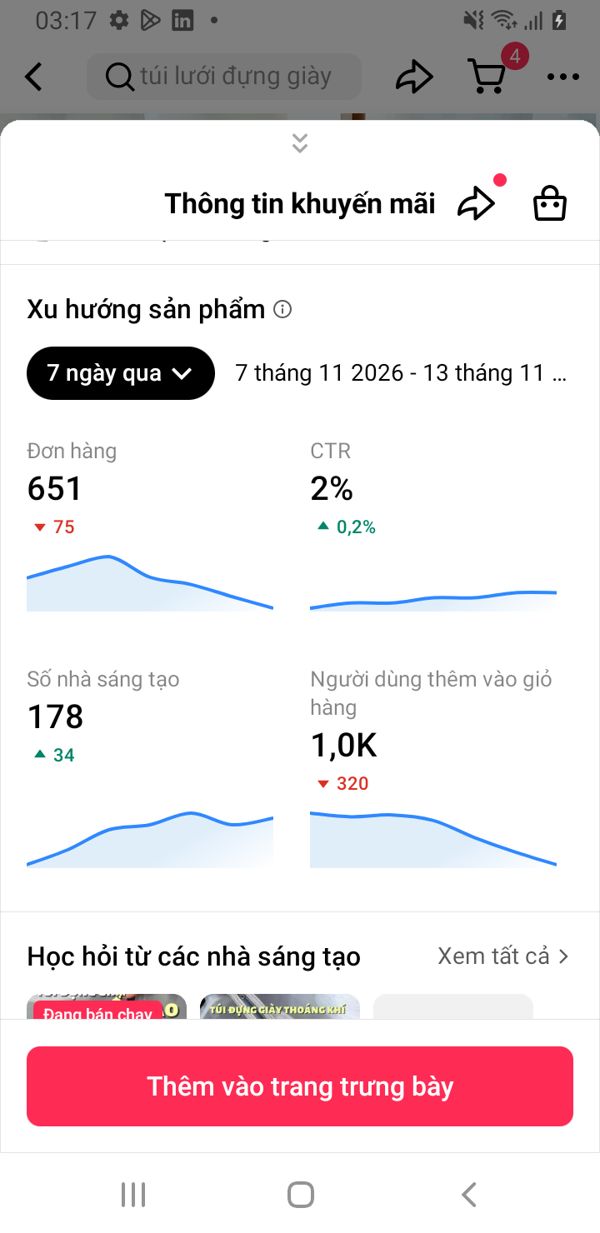 03:17
túi lưới đựng giày
4
Thông tin khuyến mãi
Xu hướng sản phẩm
7 ngày qua
7 tháng 11 2026 - 13 tháng 11 ...
Đơn hàng
CTR
651
2%
75
0,2%
Số nhà sáng tạo
Người dùng thêm vào giỏ
hàng
178
1,0K
34
320
Học hỏi từ các nhà sáng tạo
Xem tất cả
Đang bán chạy
TÚI ĐỰNG GIÀY THOÁNG KHÍ
Thêm vào trang trưng bày